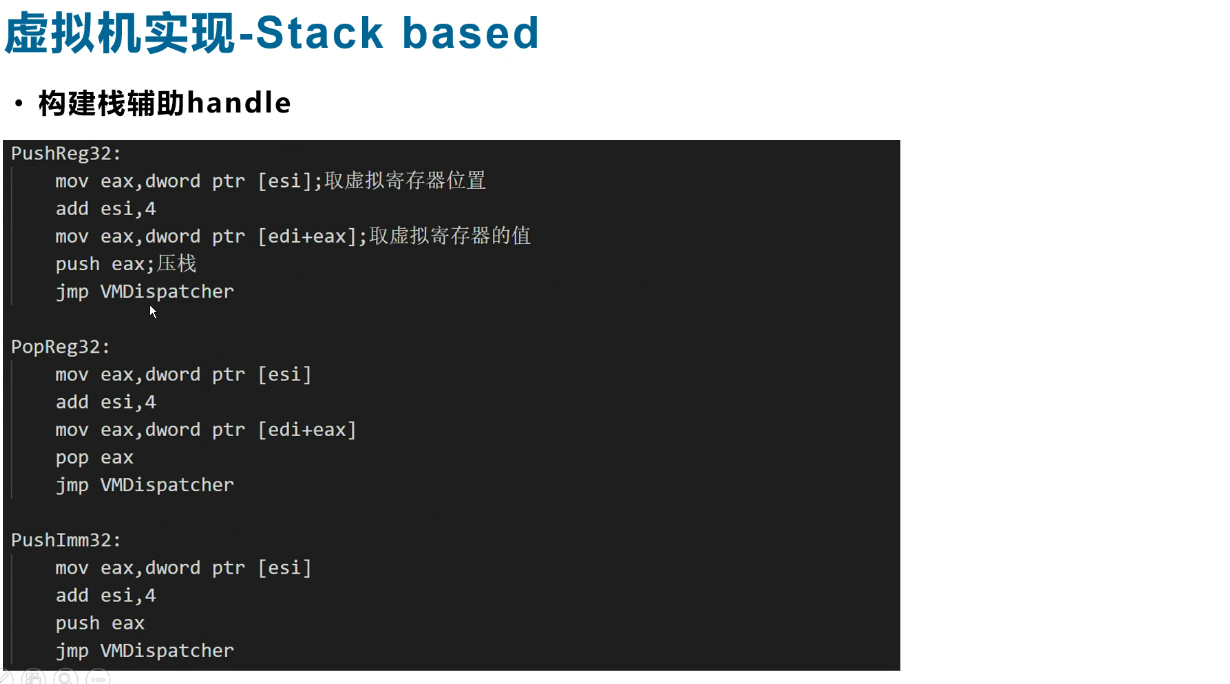 虚拟机实现-Stack based
• 构建栈辅助handle
PushReg32:
mov eax,dword ptr [esi];取虚拟寄存器位置
add esi,4
mov eax,dword ptr [edi+eax];取虚拟寄存器的值
push eax;压栈
jmp VMDispatcher
PopReg32:
mov eax,dword ptr [esi]
add esi,4
mov eax,dword ptr [edi+eax]
pop eax
jmp VMDispatcher
PushImm32:
mov eax,dword ptr [esi]
add esi,4
push eax
jmp VMDispatcher